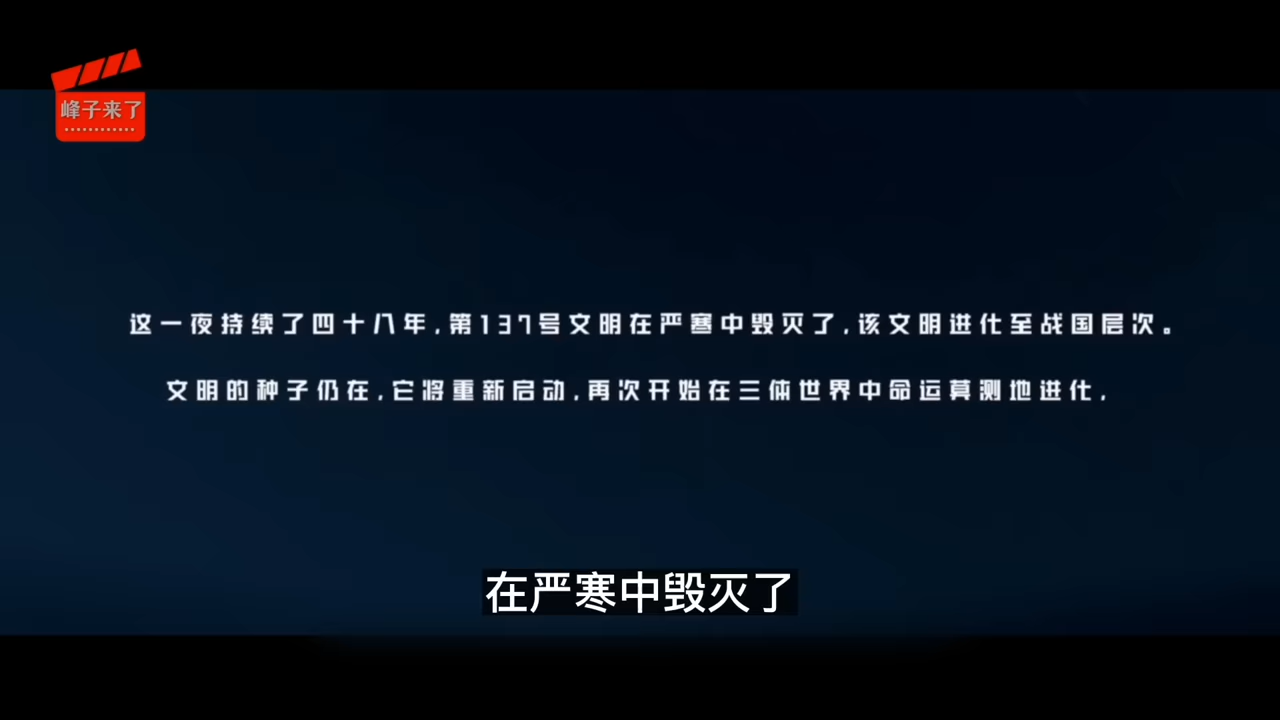 峰子来了
这一夜持续了四十八年,第137号文明在严寒中毁灭了,该文明进化至战国层次。
文明的种子仍在,它将重新启动,再次开始在三体世界中命运莫测地进化,
在严寒中毁灭了